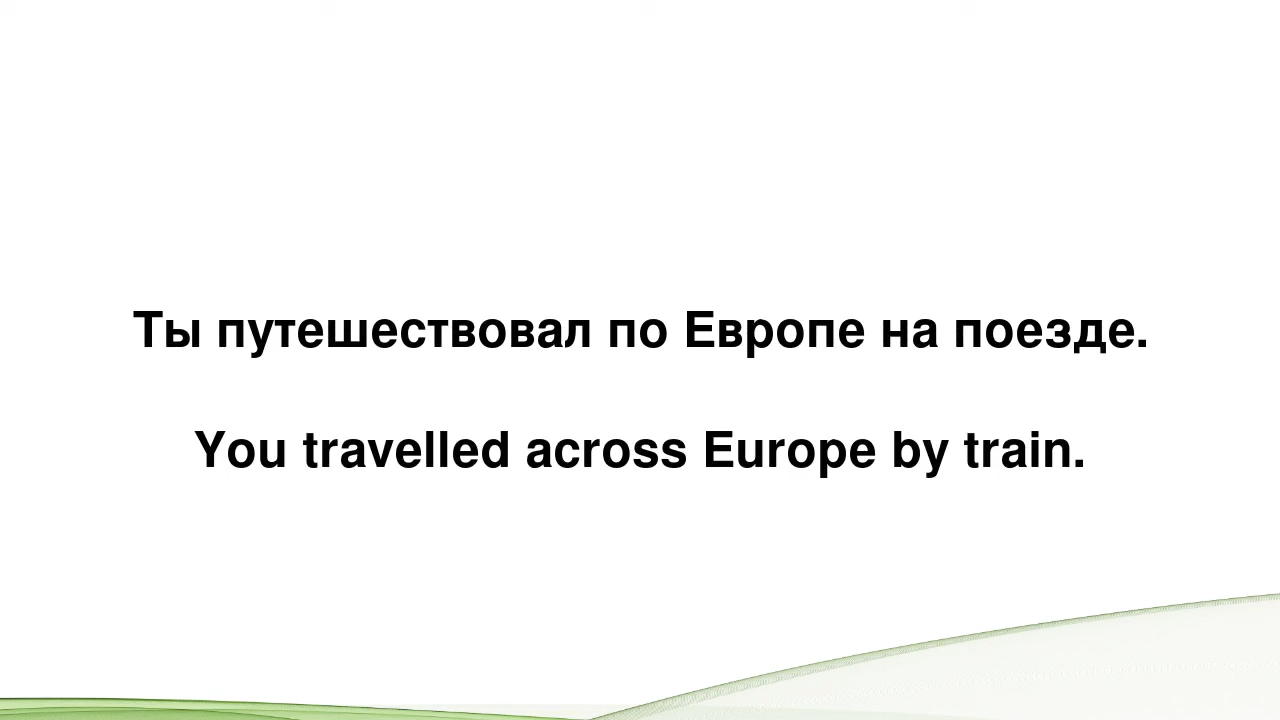 Ты путешествовал по Европе на поезде.
You travelled across Europe by train.